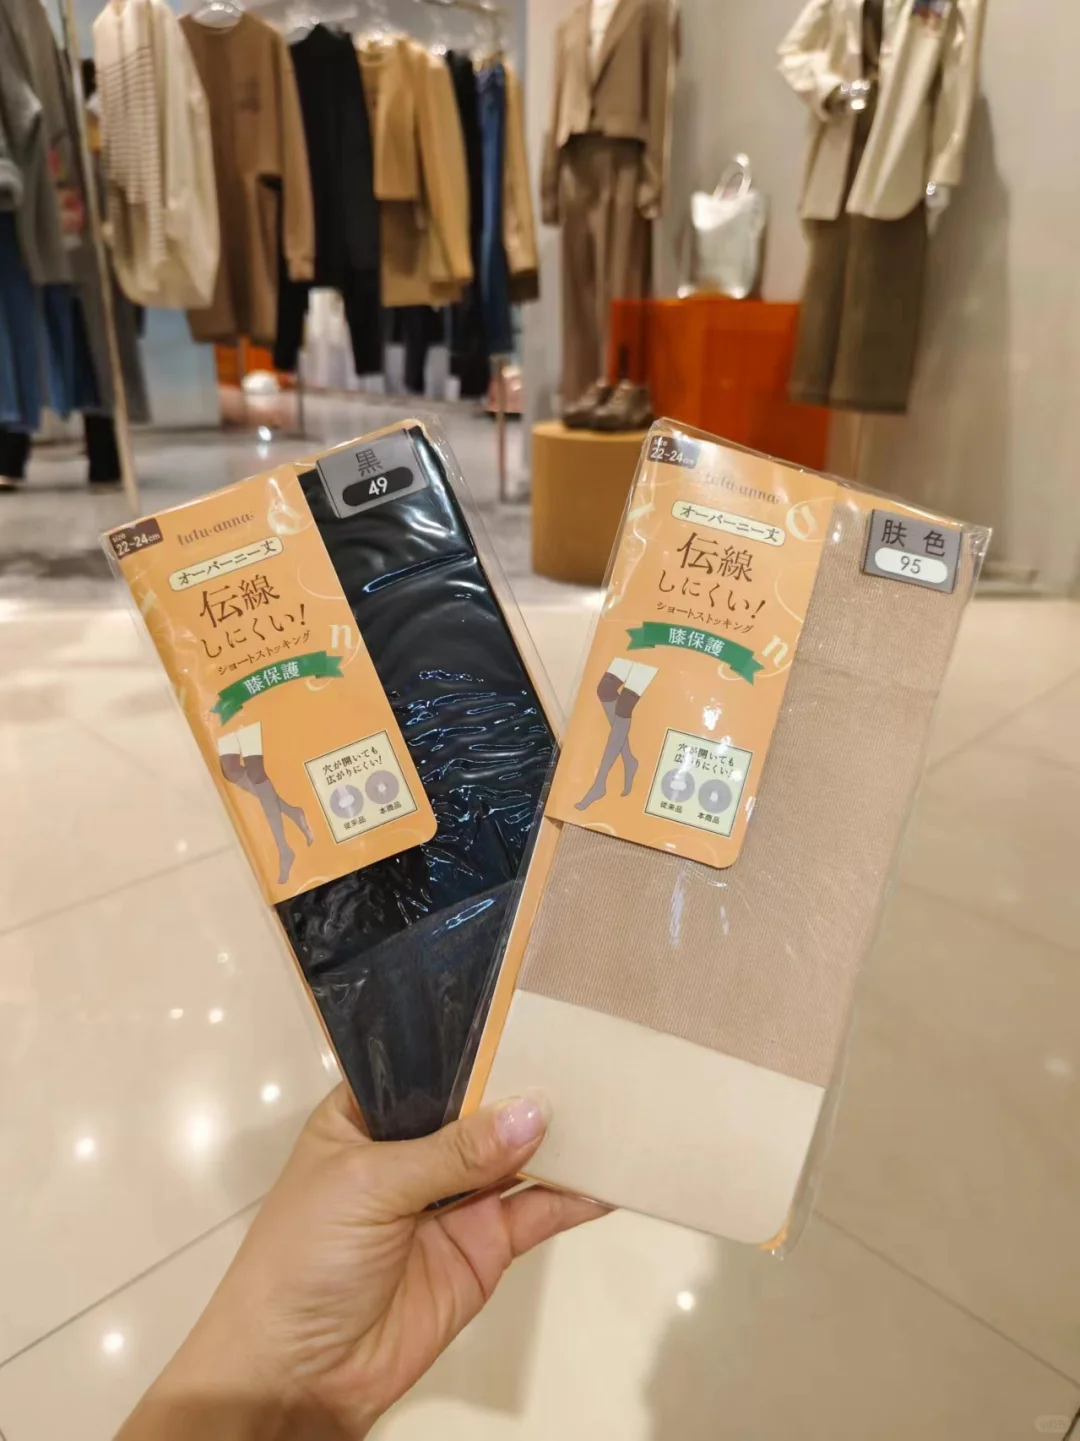 黒
49
SIZE
22-24cm
tutu-anna*
オーバーニー丈
伝線
しにくい!
ショートストッキング
膝保護
n
穴が開いても
広がりにくい!
従来品
本商品
SIZE
22-24cm
tutu-anna*
肤色
95
オーバーニー丈
伝線
しにくい!
ショートストッキング
膝保護
n
穴が開いても
広がりにくい!
従来品
本商品